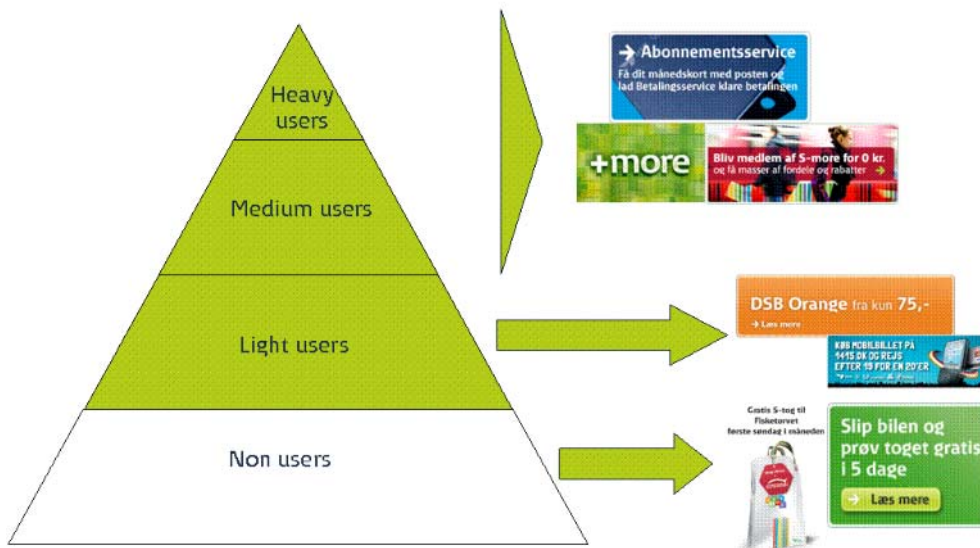 Heavy
users
Medium users
Light users
Non users
→ Abonnementsservice
Få dit månedskort med posten og
lad Betalingsservice klare betalingen
+more
Bliv medlem af S-more for 0 kr.
og få masser af fordele og rabatter →
DSB Orange fra kun 75,-
→ Læs mere
KØB MOBILBILLET PÅ
1415.DK OG REJS
EFTER 19 FOR EN 20'ER
Gratis S-tog til
Fisketorvet
første søndag i måneden
Slip bilen og
prøv toget gratis
i 5 dage
→ Læs mere